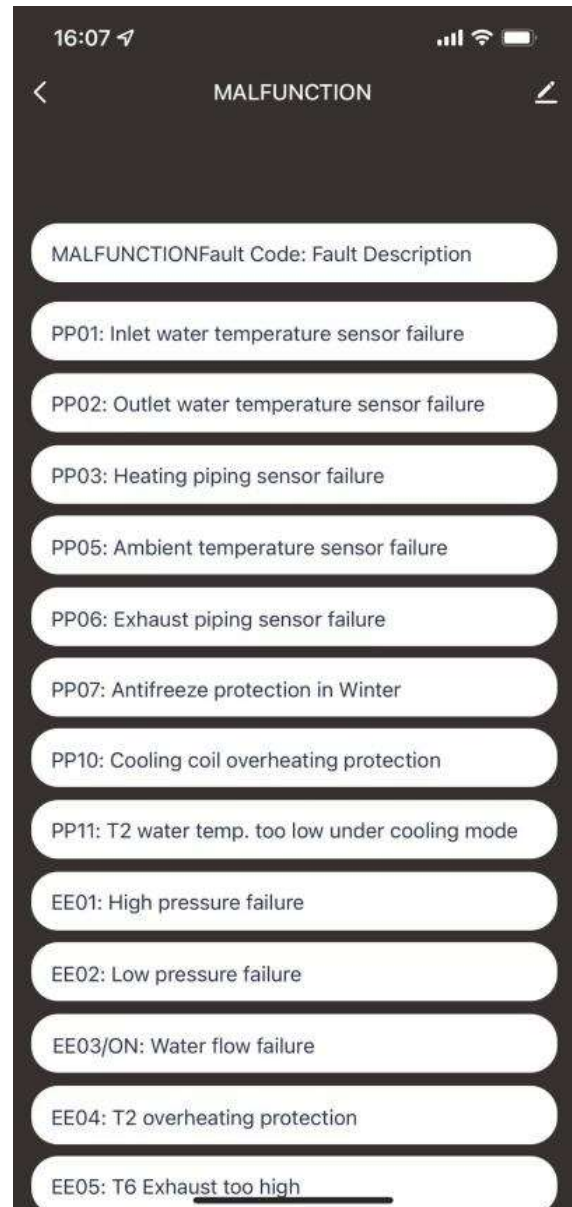 16:07
MALFUNCTION
MALFUNCTIONFault Code: Fault Description
PP01: Inlet water temperature sensor failure
PP02: Outlet water temperature sensor failure
PP03: Heating piping sensor failure
PP05: Ambient temperature sensor failure
PP06: Exhaust piping sensor failure
PP07: Antifreeze protection in Winter
PP10: Cooling coil overheating protection
PP11: T2 water temp. too low under cooling mode
EE01: High pressure failure
EE02: Low pressure failure
EE03/ON: Water flow failure
EE04: T2 overheating protection
EE05: T6 Exhaust too high